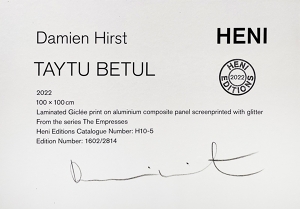 Damien Hirst
HENI
TAYTU BETUL
HENI EDITIONS
2022
2022
100 × 100 cm
Laminated Giclée print on aluminium composite panel screenprinted with glitter
From the series The Empresses
Heni Editions Catalogue Number: H10-5
Edition Number: 1602/2814